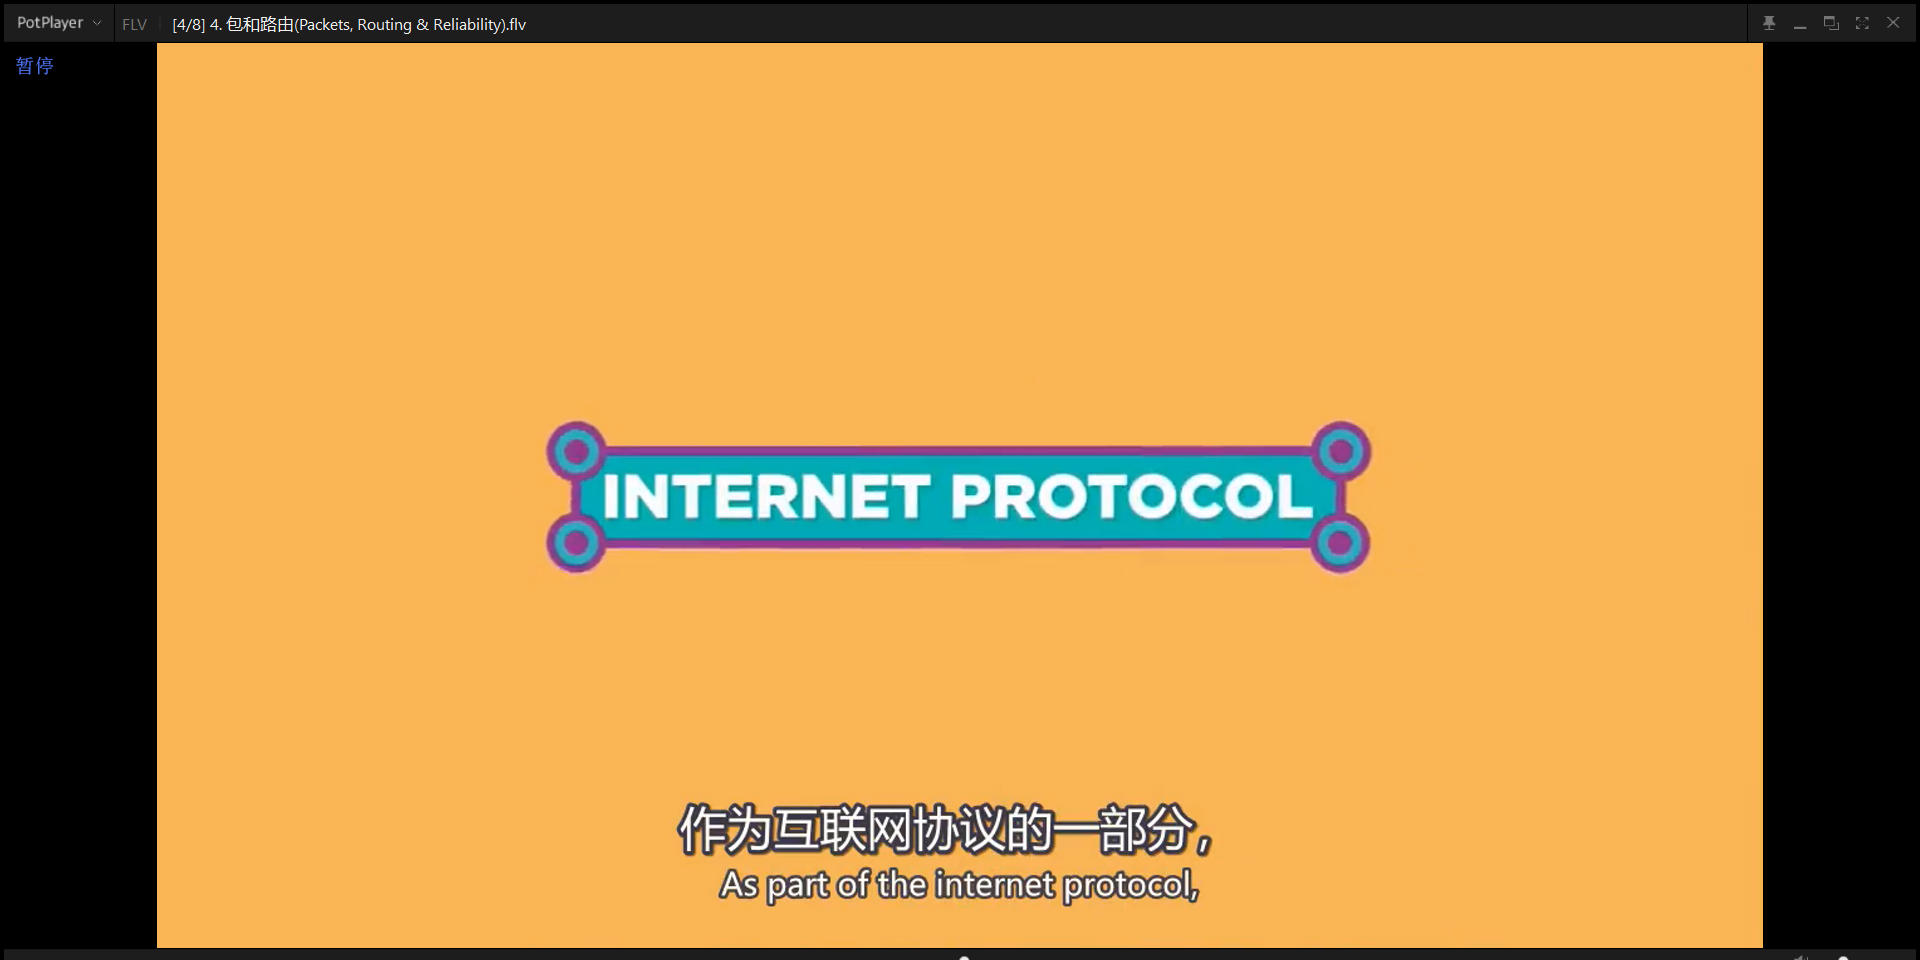 PotPlayer FLV [4/8] 4. 包和路由(Packets, Routing & Reliability).flv
暂停
INTERNET PROTOCOL
作为互联网协议的一部分，
As part of the internet protocol,